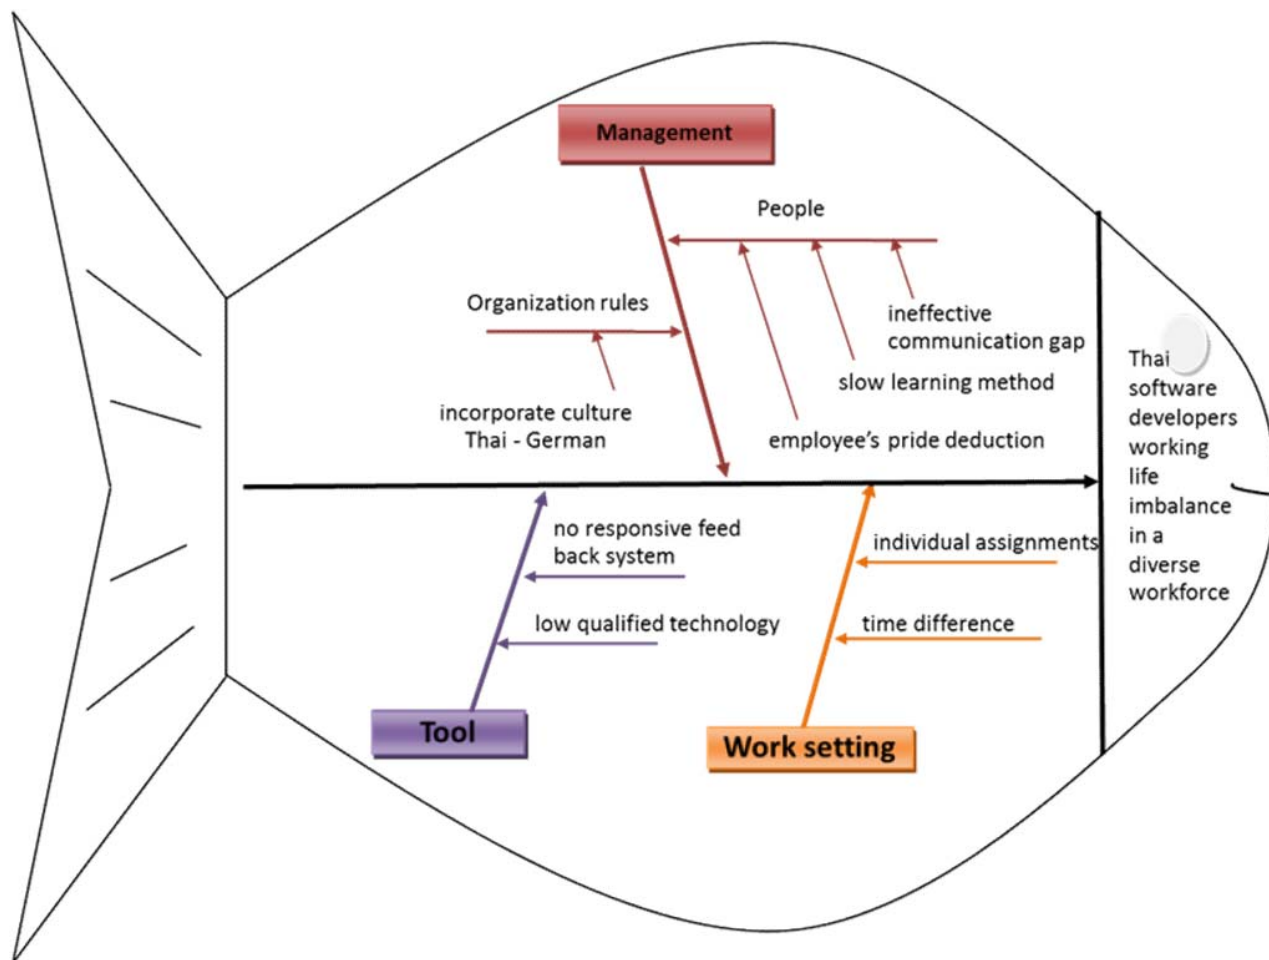 Management
People
Organization rules
ineffective
communication gap
slow learning method
incorporate culture
Thai - German
employee's pride deduction
Thai
software
developers
working
life
imbalance
in a
diverse
workforce
no responsive feed
back system
individual assignments
low qualified technology
time difference
Tool
Work setting